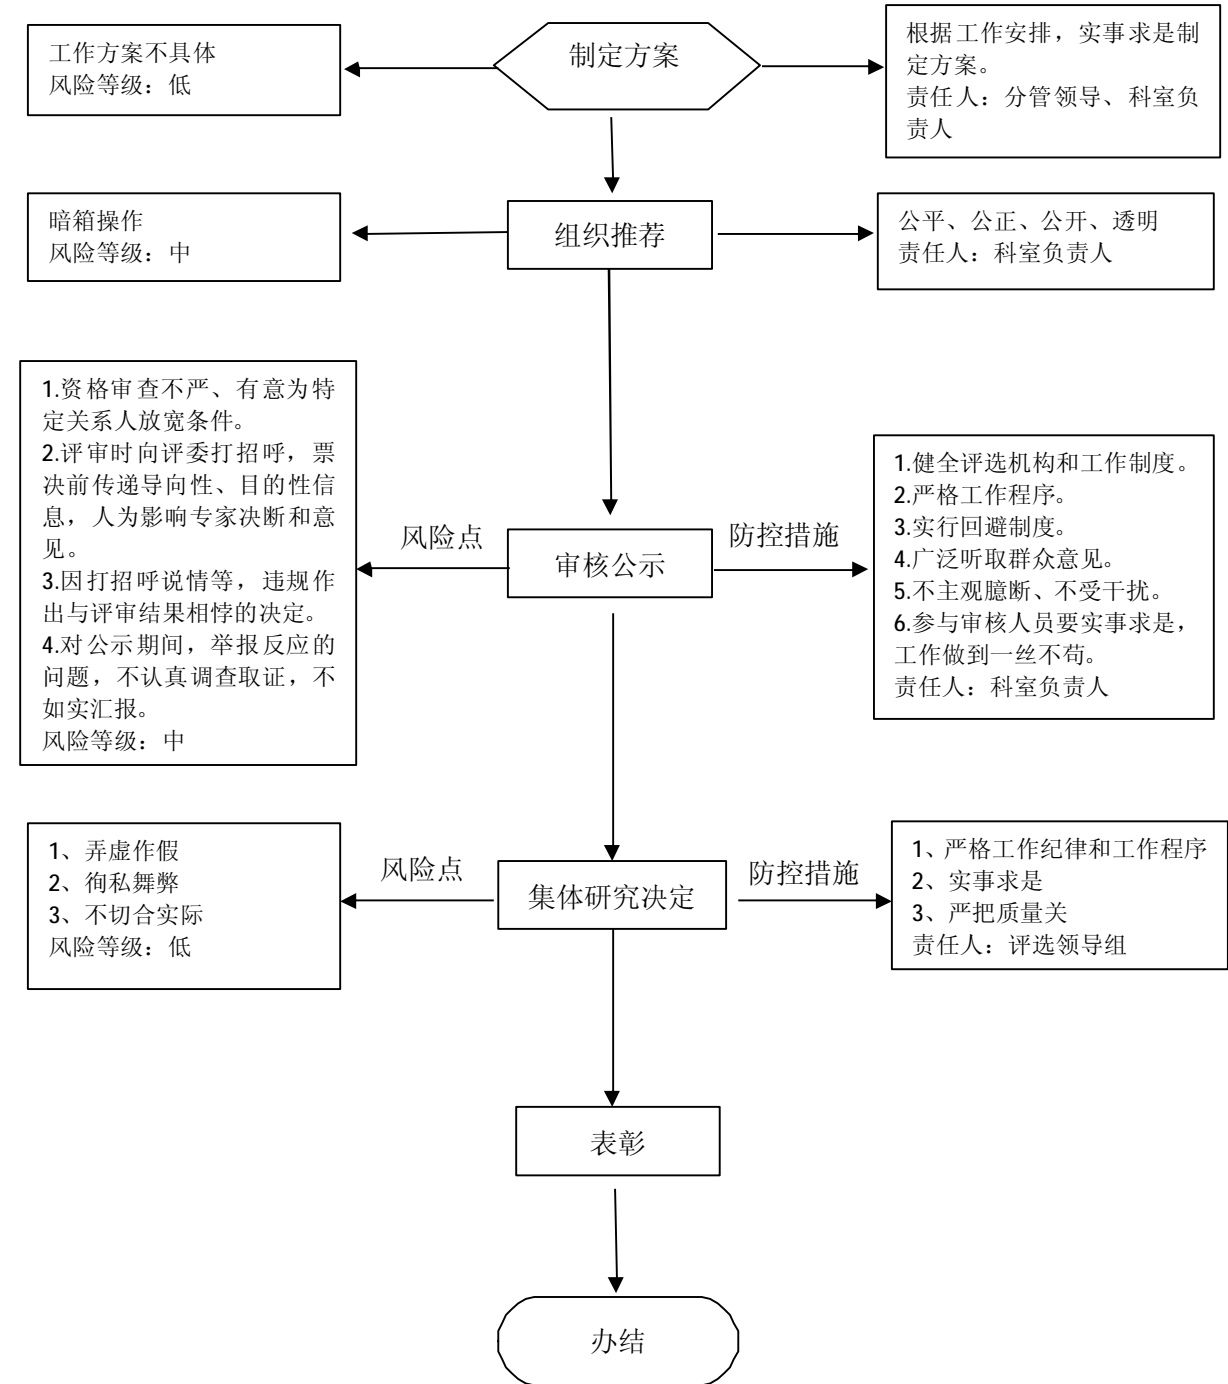 工作方案不具体
风险等级：低
制定方案
根据工作安排，实事求是制
定方案。
责任人：分管领导、科室负
责人
暗箱操作
风险等级：中
组织推荐
公平、公正、公开、透明
责任人：科室负责人
1.资格审查不严、有意为特
定关系人放宽条件。
2.评审时向评委打招呼，票
决前传递导向性、目的性信
息，人为影响专家决断和意
见。
3.因打招呼说情等，违规作
出与评审结果相悖的决定。
4.对公示期间，举报反应的
问题，不认真调查取证，不
如实汇报。
风险等级：中
风险点
审核公示
防控措施
1.健全评选机构和工作制度。
2.严格工作程序。
3.实行回避制度。
4.广泛听取群众意见。
5.不主观臆断、不受干扰。
6.参与审核人员要实事求是，
工作做到一丝不苟。
责任人：科室负责人
1、弄虚作假
2、徇私舞弊
3、不切合实际
风险等级：低
风险点
集体研究决定
防控措施
1、严格工作纪律和工作程序
2、实事求是
3、严把质量关
责任人：评选领导组
表彰
办结